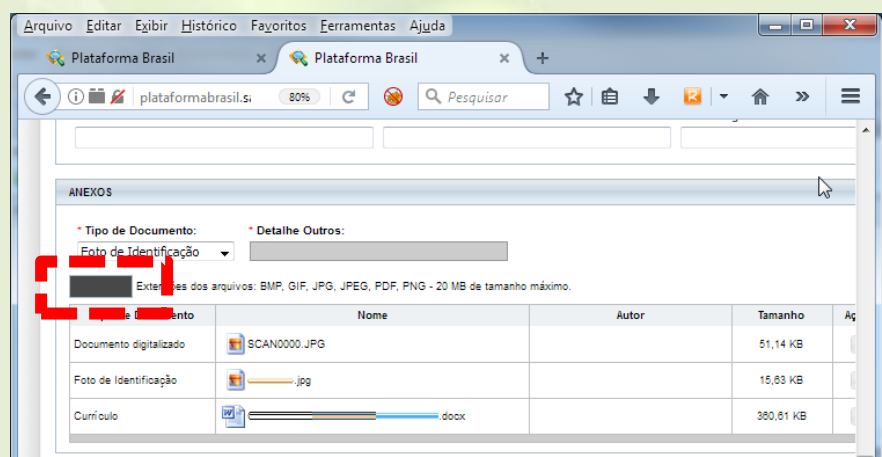 Arquivo Editar Exibir Histórico Favoritos Ferramentas Ajuda
Plataforma Brasil × Plataforma Brasil × +
plataformabrasil.s 80% Pesquisar
ANEXOS
* Tipo de Documento: * Detalhe Outros:
Foto de Identificação
Extensões dos arquivos: BMP, GIF, JPG, JPEG, PDF, PNG - 20 MB de tamanho máximo.
Nome Autor Tamanho
Documento digitalizado SCAN0000.JPG 51,14 KB
Foto de Identificação .jpg 15,63 KB
Currículo .docx 360,61 KB